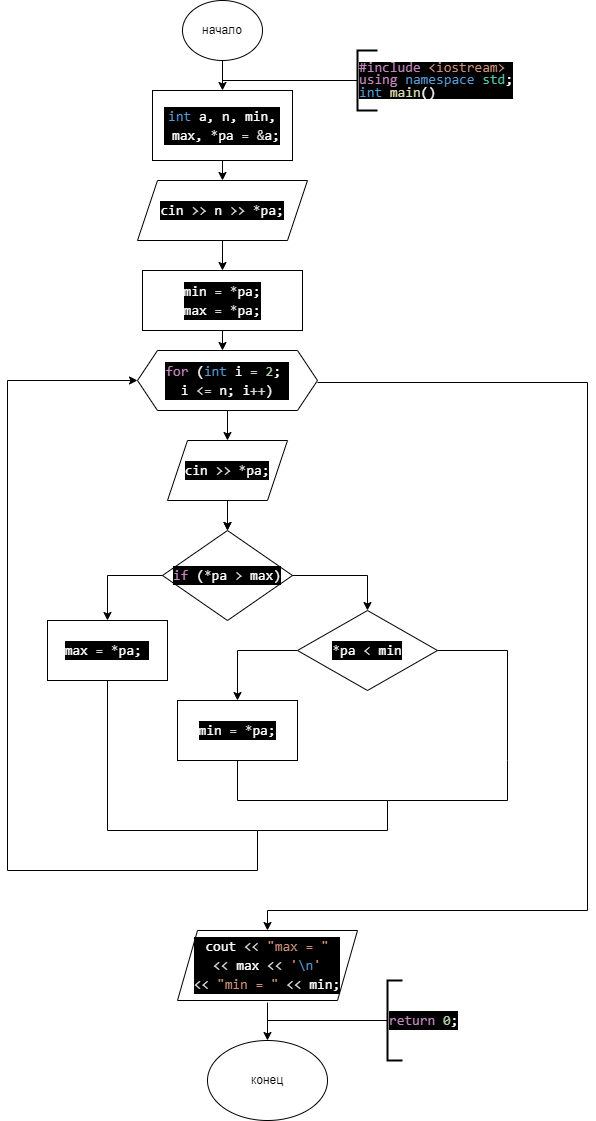 начало
#include <iostream>
using namespace std;
int main()
int a, n, min,
max, *pa = &a;
cin >> n >> *pa;
min = *pa;
max = *pa;
for (int i = 2;
i <= n; i++)
cin >> *pa;
if (*pa > max)
max = *pa;
*pa < min
min = *pa;
cout << "max = "
<< max << '\n'
<< "min = " << min;
return 0;
конец